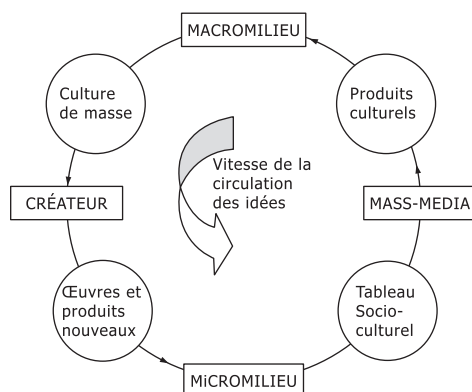 MACROMILIEU
Culture
de masse
Produits
culturels
Vitesse de la
circulation
des idées
CRÉATEUR
MASS-MEDIA
Œuvres et
produits
nouveaux
Tableau
Socio-
culturel
MiCROMILIEU